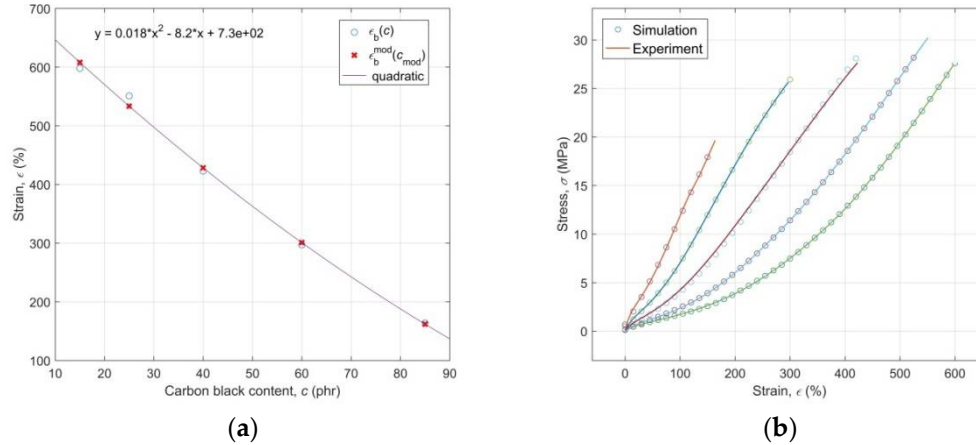 700
600
500
400
300
200
100
10 20 30 40 50 60 70 80 90
Strain, ϵ (%)
Carbon black content, c (phr)
y = 0.018*x² - 8.2*x + 7.3e+02
ϵ_b(c)
ϵ_b^mod(c_mod)
quadratic
(a)
30
25
20
15
10
5
0
0 100 200 300 400 500 600
Stress, σ (MPa)
Strain, ϵ (%)
Simulation
Experiment
(b)